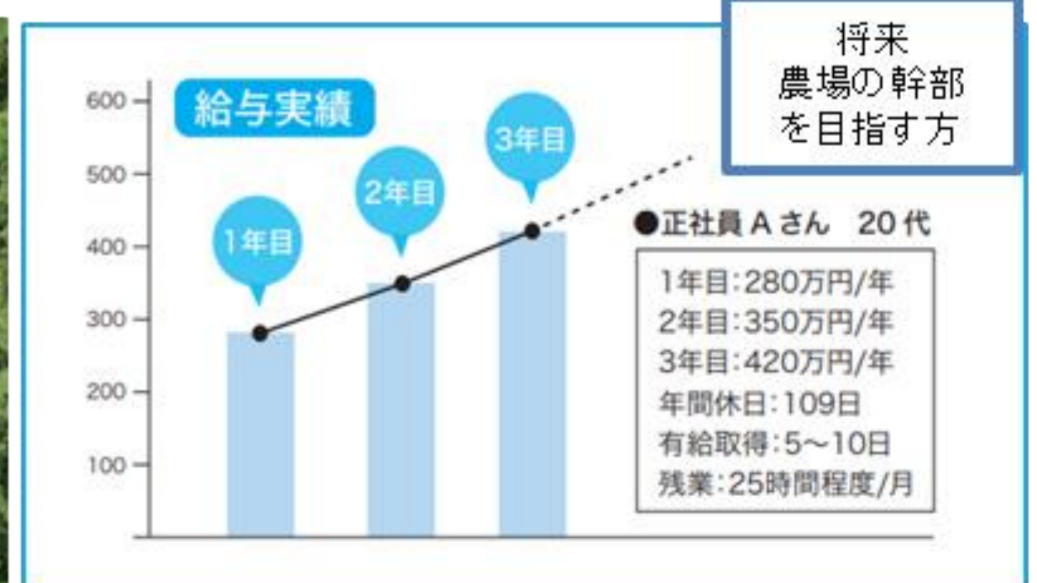 将来
農場の幹部
を目指す方
給与実績
600
500
400
300
200
100
1年目
2年目
3年目
●正社員 A さん 20 代
1年目:280万円/年
2年目:350万円/年
3年目:420万円/年
年間休日:109日
有給取得:5〜10日
残業:25時間程度/月